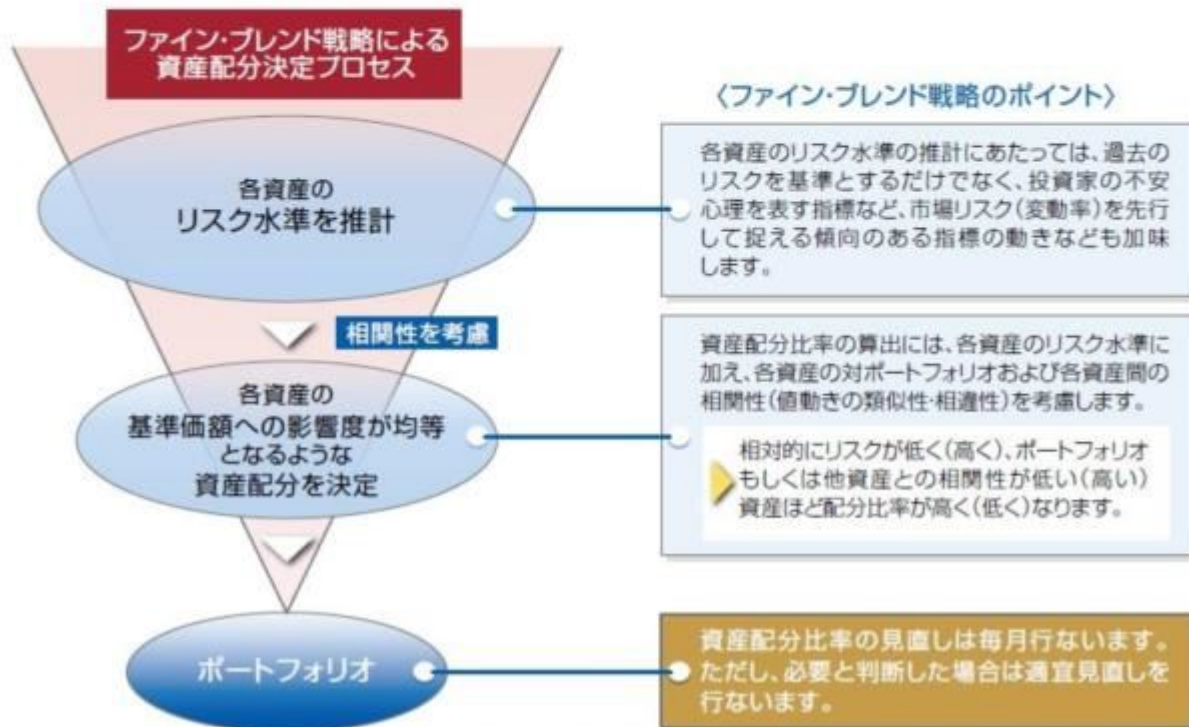 ファイン・ブレンド戦略による
資産配分決定プロセス
〈ファイン・ブレンド戦略のポイント〉
各資産の
リスク水準を推計
各資産のリスク水準の推計にあたっては、過去の
リスクを基準とするだけでなく、投資家の不安
心理を表す指標など、市場リスク(変動率)を先行
して捉える傾向のある指標の動きなども加味
します。
相関性を考慮
各資産の
基準価額への影響度が均等
となるような
資産配分を決定
資産配分比率の算出には、各資産のリスク水準に
加え、各資産の対ポートフォリオおよび各資産間の
相関性(値動きの類似性・相違性)を考慮します。
相対的にリスクが低く(高く)、ポートフォリオ
もしくは他資産との相関性が低い(高い)
資産ほど配分比率が高く(低く)なります。
ポートフォリオ
資産配分比率の見直しは毎月行ないます。
ただし、必要と判断した場合は適宜見直しを
行ないます。